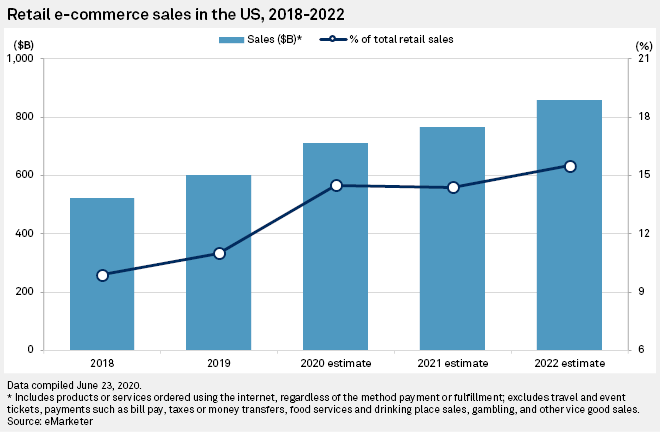 Retail e-commerce sales in the US, 2018-2022
($B)
Sales ($B)*
% of total retail sales
(%)
1,000
21
800
18
600
15
400
12
200
9
0
6
2018
2019
2020 estimate
2021 estimate
2022 estimate
Data compiled June 23, 2020.
* Includes products or services ordered using the internet, regardless of the method payment or fulfillment; excludes travel and event
tickets, payments such as bill pay, taxes or money transfers, food services and drinking place sales, gambling, and other vice good sales.
Source: eMarketer